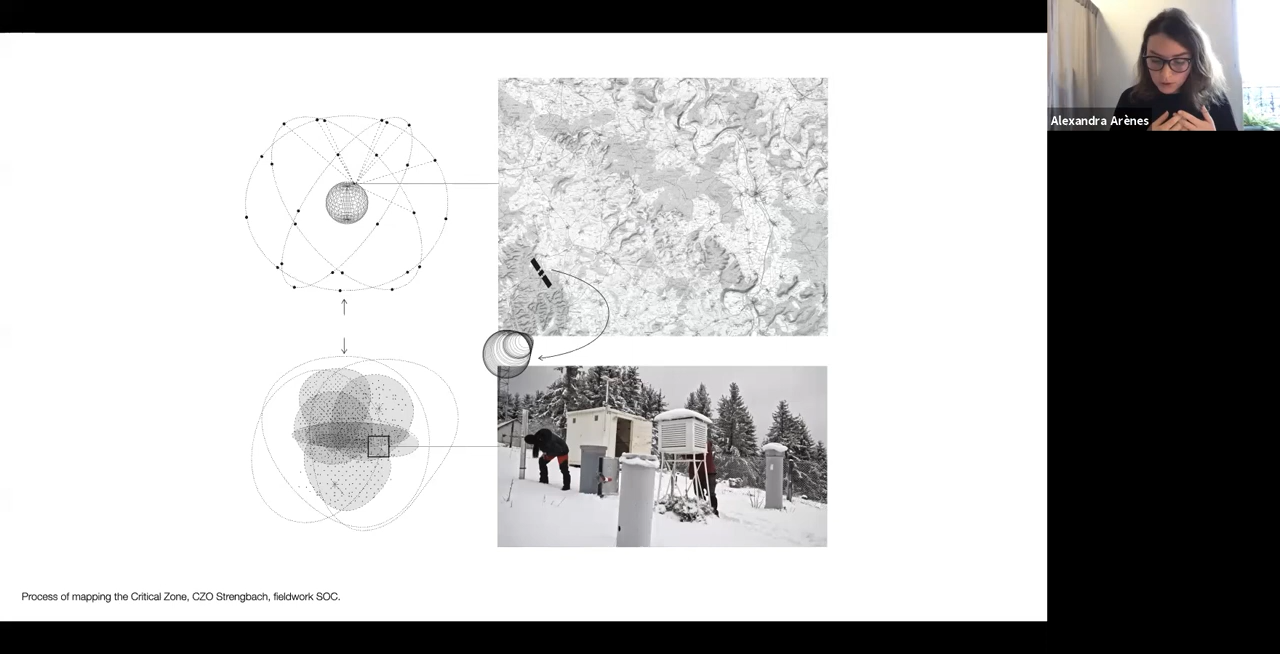 Alexandra Arènes
Process of mapping the Critical Zone, CZO Strengbach, fieldwork SOC.